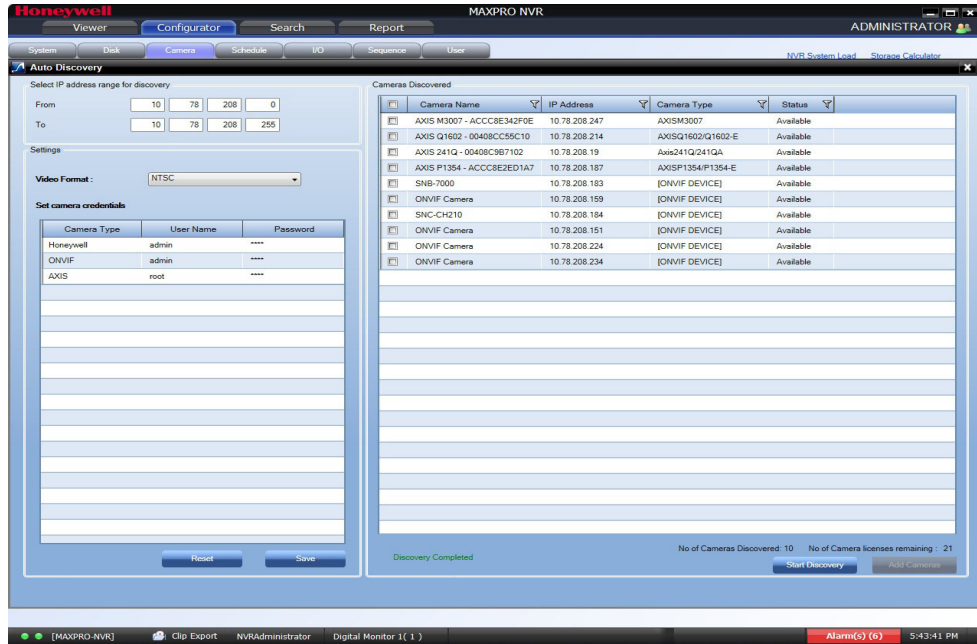 Honeywell
MAXPRO NVR
Viewer Configurator Search Report
ADMINISTRATOR
System Disk Camera Schedule I/O Sequence User
NVR System Load Storage Calculator
Auto Discovery
Select IP address range for discovery
From 10 78 208 0
To 10 78 208 255
Settings
Video Format : NTSC
Set camera credentials
Camera Type User Name Password
Honeywell admin ****
ONVIF admin ****
AXIS root ****
Reset Save
Cameras Discovered
Camera Name IP Address Camera Type Status
AXIS M3007 - ACCC8E342F0E 10.78.208.247 AXISM3007 Available
AXIS Q1602 - 00408CC55C10 10.78.208.214 AXISQ1602/Q1602-E Available
AXIS 241Q - 00408C9B7102 10.78.208.19 Axis241Q/241QA Available
AXIS P1354 - ACCC8E2ED1A7 10.78.208.187 AXISP1354/P1354-E Available
SNB-7000 10.78.208.183 [ONVIF DEVICE] Available
ONVIF Camera 10.78.208.159 [ONVIF DEVICE] Available
SNC-CH210 10.78.208.184 [ONVIF DEVICE] Available
ONVIF Camera 10.78.208.151 [ONVIF DEVICE] Available
ONVIF Camera 10.78.208.224 [ONVIF DEVICE] Available
ONVIF Camera 10.78.208.234 [ONVIF DEVICE] Available
No of Cameras Discovered: 10 No of Camera licenses remaining : 21
Discovery Completed
Start Discovery Add Cameras
[MAXPRO-NVR] Clip Export NVRAdministrator Digital Monitor 1( 1 ) Alarm(s) (6) 5:43:41 PM